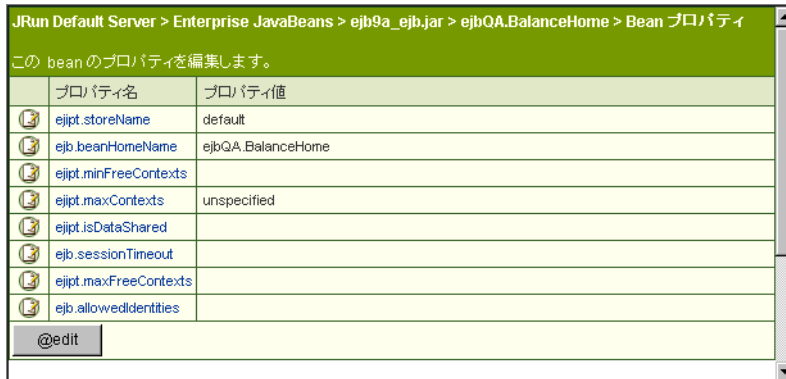 JRun Default Server > Enterprise JavaBeans > ejb9a_ejb.jar > ejbQA.BalanceHome > Bean プロパティ
この bean のプロパティを編集します。
プロパティ名 プロパティ値
ejipt.storeName default
ejb.beanHomeName ejbQA.BalanceHome
ejipt.minFreeContexts
ejipt.maxContexts unspecified
ejipt.isDataShared
ejb.sessionTimeout
ejipt.maxFreeContexts
ejb.allowedIdentities
@edit